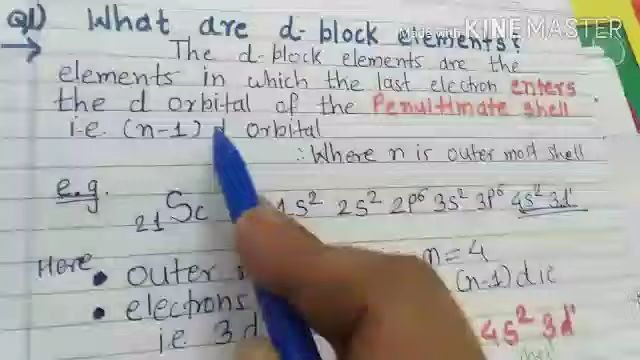 Q1) What are d-block elements?
Made with KINEMASTER
→ The d-block elements are the
elements in which the last electron enters
the d orbital of the Penultimate shell.
i.e. (n-1) d orbital
∴ Where n is outer most shell
e.g. 21Sc 1s² 2s² 2p⁶ 3s² 3p⁶ 4s² 3d¹
Here • outer n=4
• electrons (n-1)d i.e
i.e 3d 4s² 3d¹